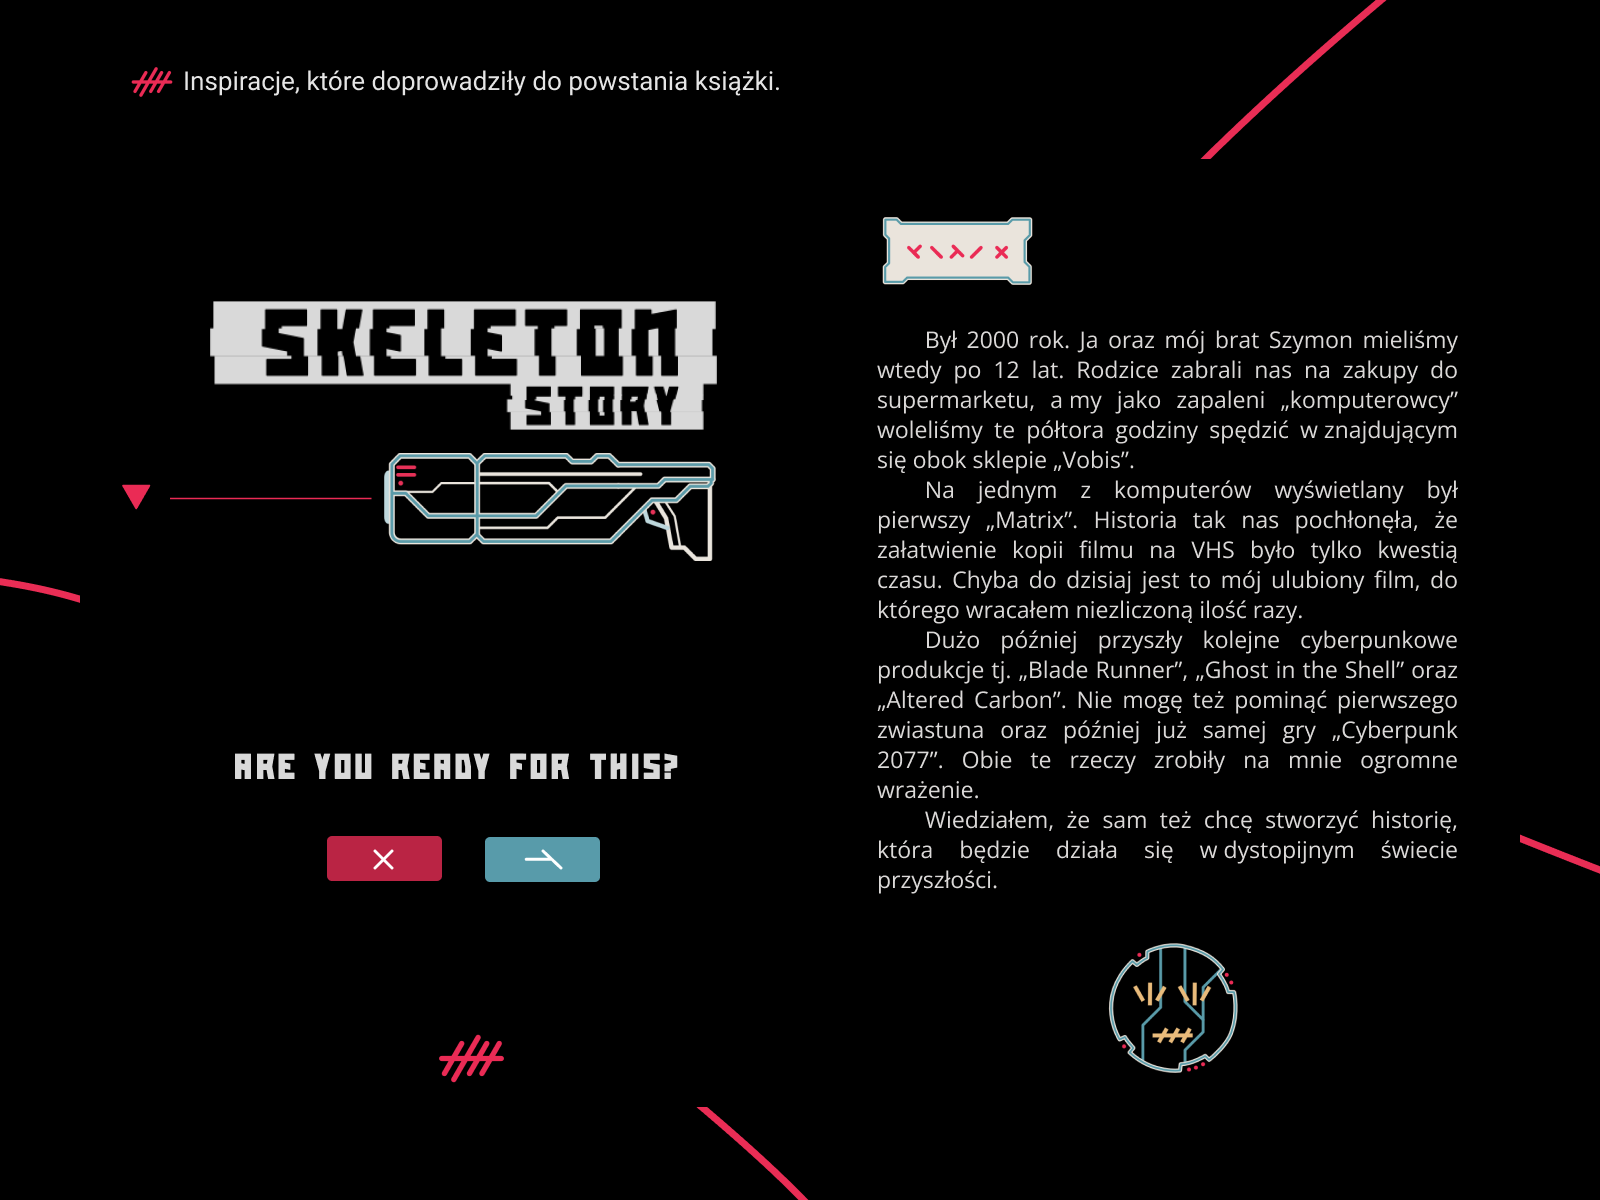 Inspiracje, które doprowadziły do powstania książki.
SKELETON
STORY
ARE YOU READY FOR THIS?
Był 2000 rok. Ja oraz mój brat Szymon mieliśmy
wtedy po 12 lat. Rodzice zabrali nas na zakupy do
supermarketu, a my jako zapaleni „komputerowcy”
woleliśmy te półtora godziny spędzić w znajdującym
się obok sklepie „Vobis”.
Na jednym z komputerów wyświetlany był
pierwszy „Matrix”. Historia tak nas pochłonęła, że
załatwienie kopii filmu na VHS było tylko kwestią
czasu. Chyba do dzisiaj jest to mój ulubiony film, do
którego wracałem niezliczoną ilość razy.
Dużo później przyszły kolejne cyberpunkowe
produkcje tj. „Blade Runner”, „Ghost in the Shell” oraz
„Altered Carbon”. Nie mogę też pominąć pierwszego
zwiastuna oraz później już samej gry „Cyberpunk
2077”. Obie te rzeczy zrobiły na mnie ogromne
wrażenie.
Wiedziałem, że sam też chcę stworzyć historię,
która będzie działa się w dystopijnym świecie
przyszłości.